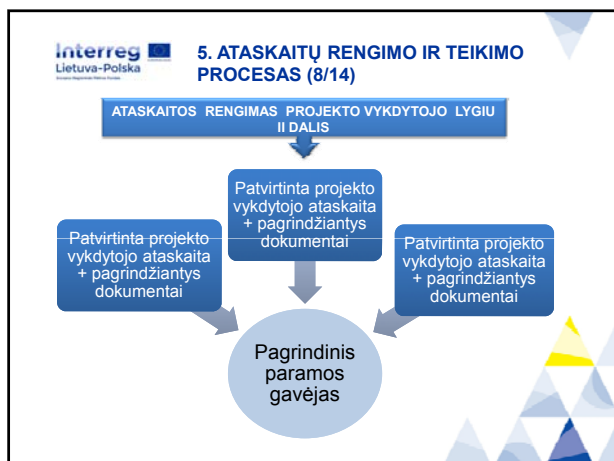 Interreg
Lietuva-Polska
5. ATASKAITŲ RENGIMO IR TEIKIMO
PROCESAS (8/14)
ATASKAITOS RENGIMAS PROJEKTO VYKDYTOJO LYGIU
II DALIS
Patvirtinta projekto
vykdytojo ataskaita
+ pagrindžiantys
dokumentai
Patvirtinta projekto
vykdytojo ataskaita
+ pagrindžiantys
dokumentai
Patvirtinta projekto
vykdytojo ataskaita
+ pagrindžiantys
dokumentai
Pagrindinis
paramos
gavėjas